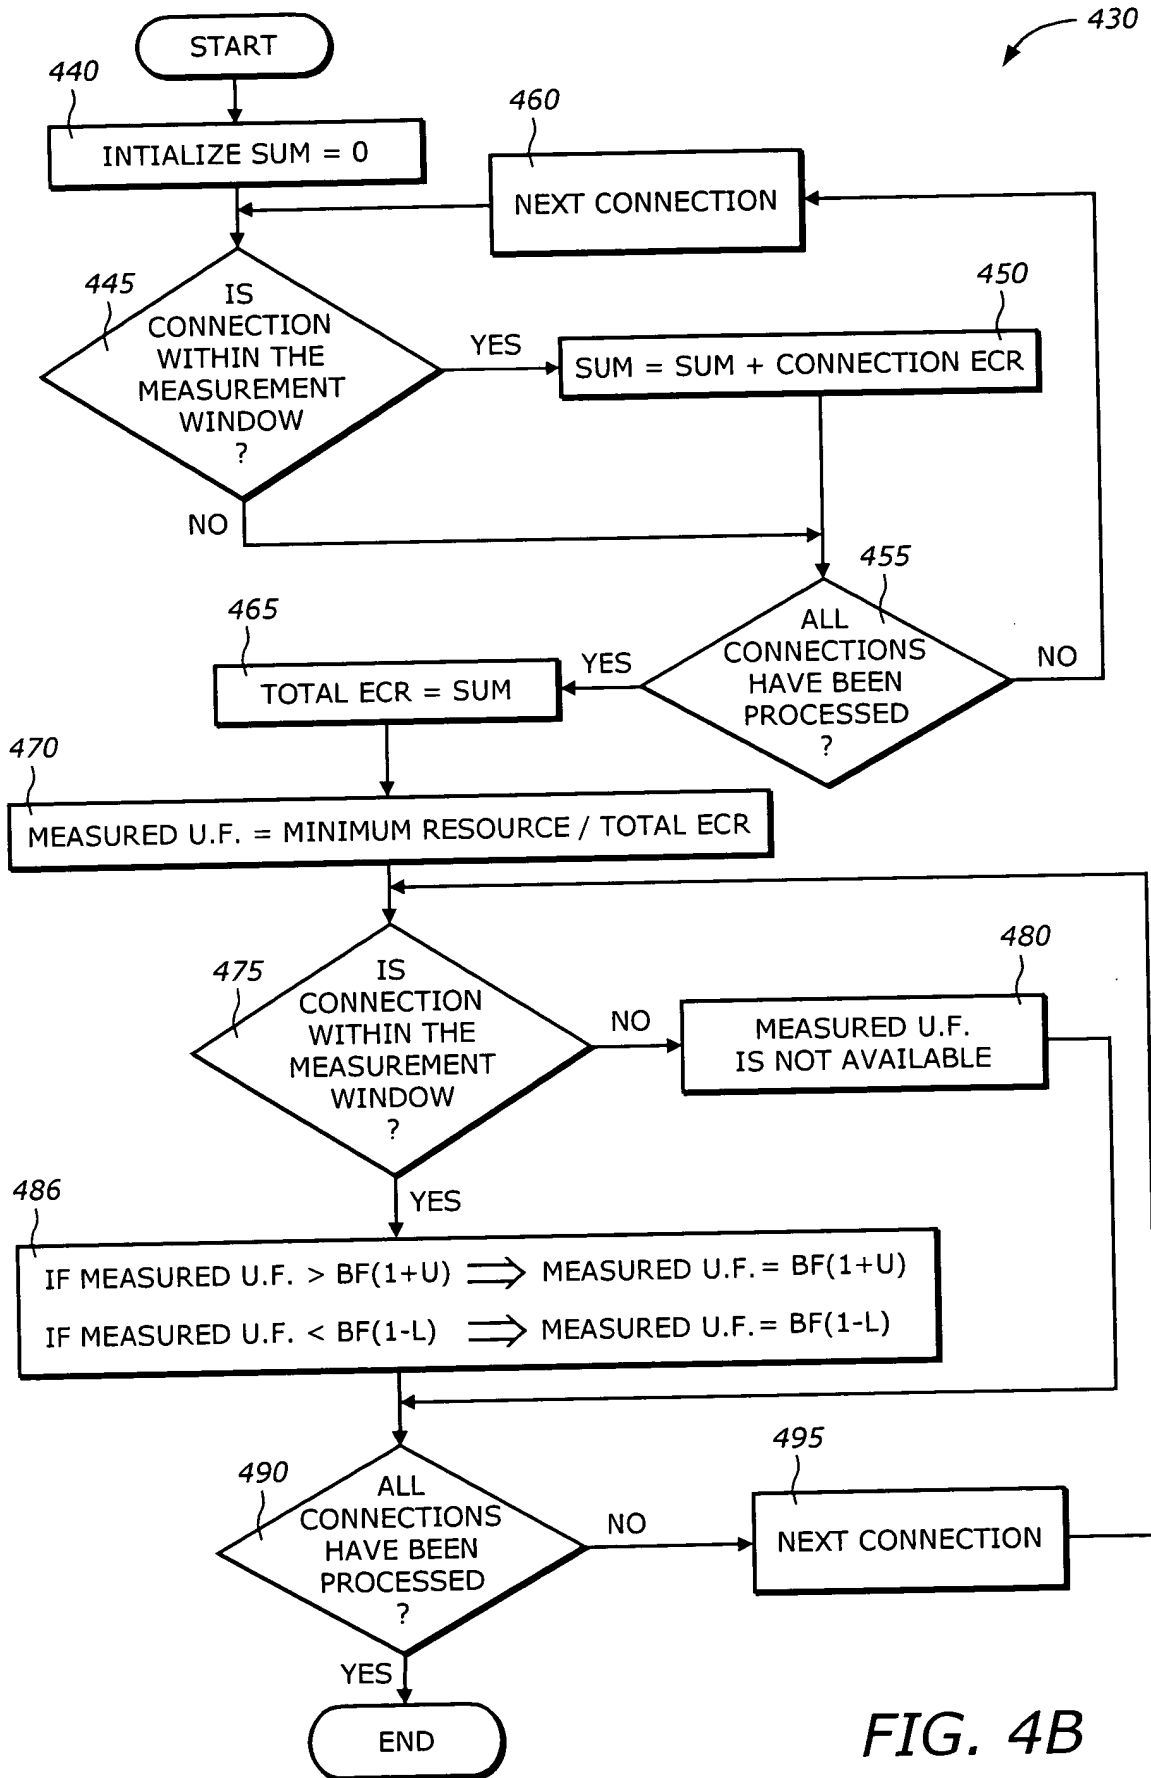 430
START
440
INTIALIZE SUM = 0
460
NEXT CONNECTION
445
IS
CONNECTION
WITHIN THE
MEASUREMENT
WINDOW
?
YES
NO
450
SUM = SUM + CONNECTION ECR
455
ALL
CONNECTIONS
HAVE BEEN
PROCESSED
?
NO
YES
465
TOTAL ECR = SUM
470
MEASURED U.F. = MINIMUM RESOURCE / TOTAL ECR
475
IS
CONNECTION
WITHIN THE
MEASUREMENT
WINDOW
?
NO
480
MEASURED U.F.
IS NOT AVAILABLE
YES
486
IF MEASURED U.F. > BF(1+U) ⟹ MEASURED U.F. = BF(1+U)
IF MEASURED U.F. < BF(1-L) ⟹ MEASURED U.F. = BF(1-L)
490
ALL
CONNECTIONS
HAVE BEEN
PROCESSED
?
NO
495
NEXT CONNECTION
YES
END
FIG. 4B